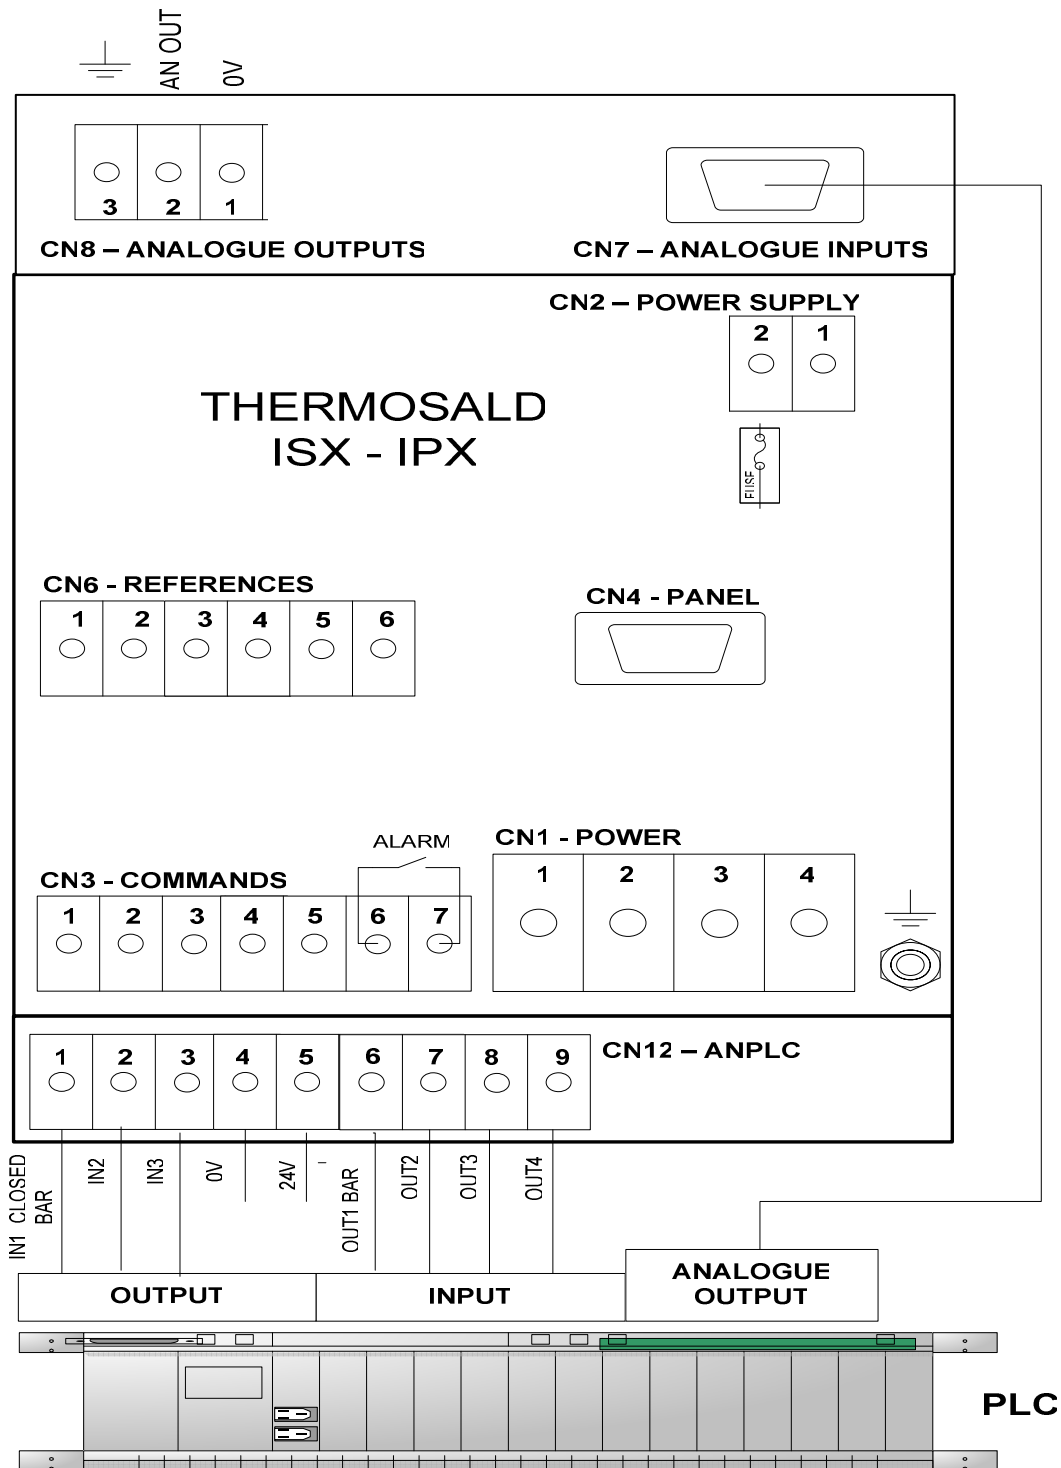 AN OUT
0V
3 2 1
CN8 – ANALOGUE OUTPUTS
CN7 – ANALOGUE INPUTS
CN2 – POWER SUPPLY
2 1
THERMOSALD
ISX - IPX
FUSE
CN6 - REFERENCES
1 2 3 4 5 6
CN4 - PANEL
ALARM
CN1 - POWER
1 2 3 4
CN3 - COMMANDS
1 2 3 4 5 6 7
1 2 3 4 5 6 7 8 9
CN12 – ANPLC
IN1 CLOSED
BAR
IN2
IN3
0V
24V
OUT1 BAR
OUT2
OUT3
OUT4
OUTPUT
INPUT
ANALOGUE
OUTPUT
PLC